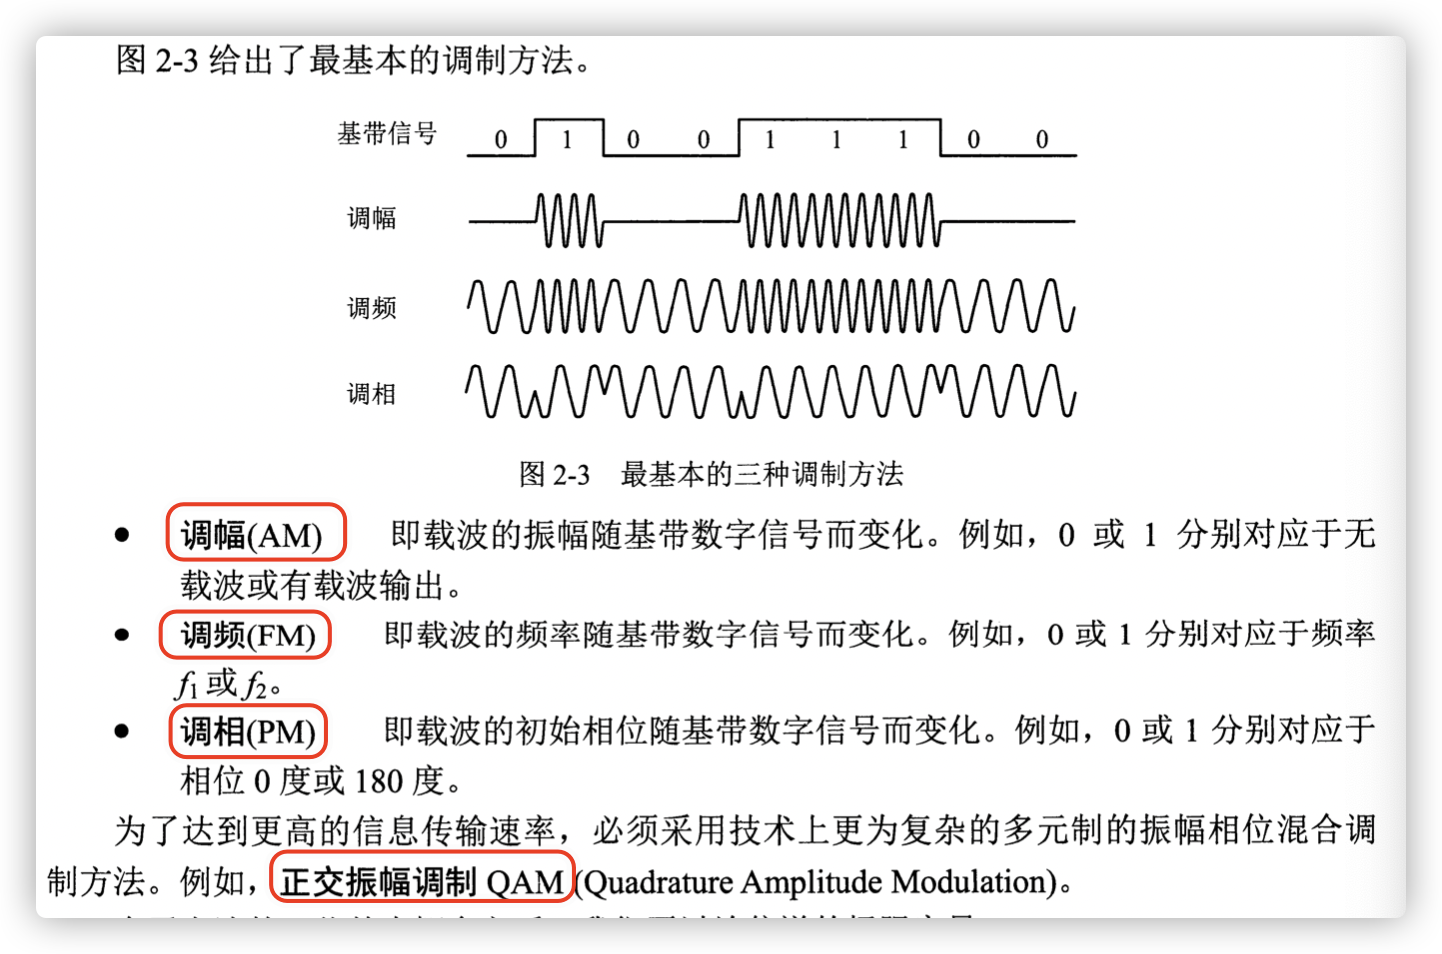 图 2-3 给出了最基本的调制方法。
基带信号 0 1 0 0 1 1 1 0 0
调幅
调频
调相
图 2-3 最基本的三种调制方法
● 调幅(AM) 即载波的振幅随基带数字信号而变化。例如，0 或 1 分别对应于无
载波或有载波输出。
● 调频(FM) 即载波的频率随基带数字信号而变化。例如，0 或 1 分别对应于频率
f₁ 或 f₂。
● 调相(PM) 即载波的初始相位随基带数字信号而变化。例如，0 或 1 分别对应于
相位 0 度或 180 度。
为了达到更高的信息传输速率，必须采用技术上更为复杂的多元制的振幅相位混合调
制方法。例如，正交振幅调制 QAM (Quadrature Amplitude Modulation)。